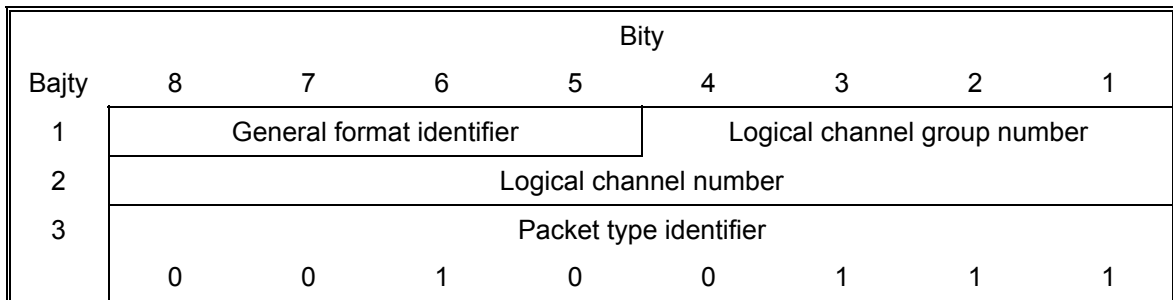 Bity
Bajty 8 7 6 5 4 3 2 1
1 General format identifier Logical channel group number
2 Logical channel number
3 Packet type identifier
0 0 1 0 0 1 1 1